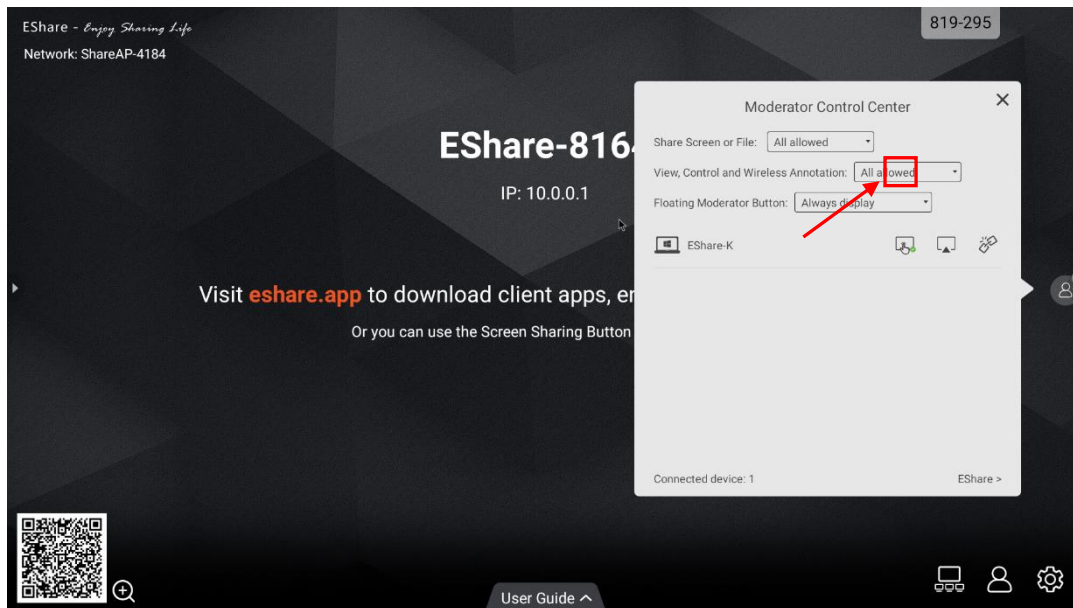 EShare - Enjoy Sharing Life
819-295
Network: ShareAP-4184
Moderator Control Center
Share Screen or File: All allowed
View, Control and Wireless Annotation: All allowed
Floating Moderator Button: Always display
EShare-K
EShare-816
IP: 10.0.0.1
Visit eshare.app to download client apps,
Or you can use the Screen Sharing Button
Connected device: 1
EShare >
User Guide